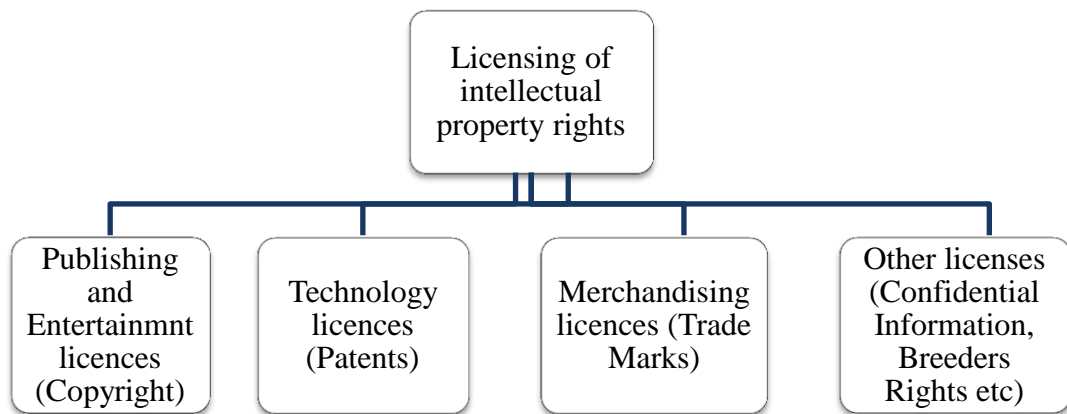 Licensing of
intellectual
property rights
Publishing
and
Entertainmnt
licences
(Copyright)
Technology
licences
(Patents)
Merchandising
licences (Trade
Marks)
Other licenses
(Confidential
Information,
Breeders
Rights etc)